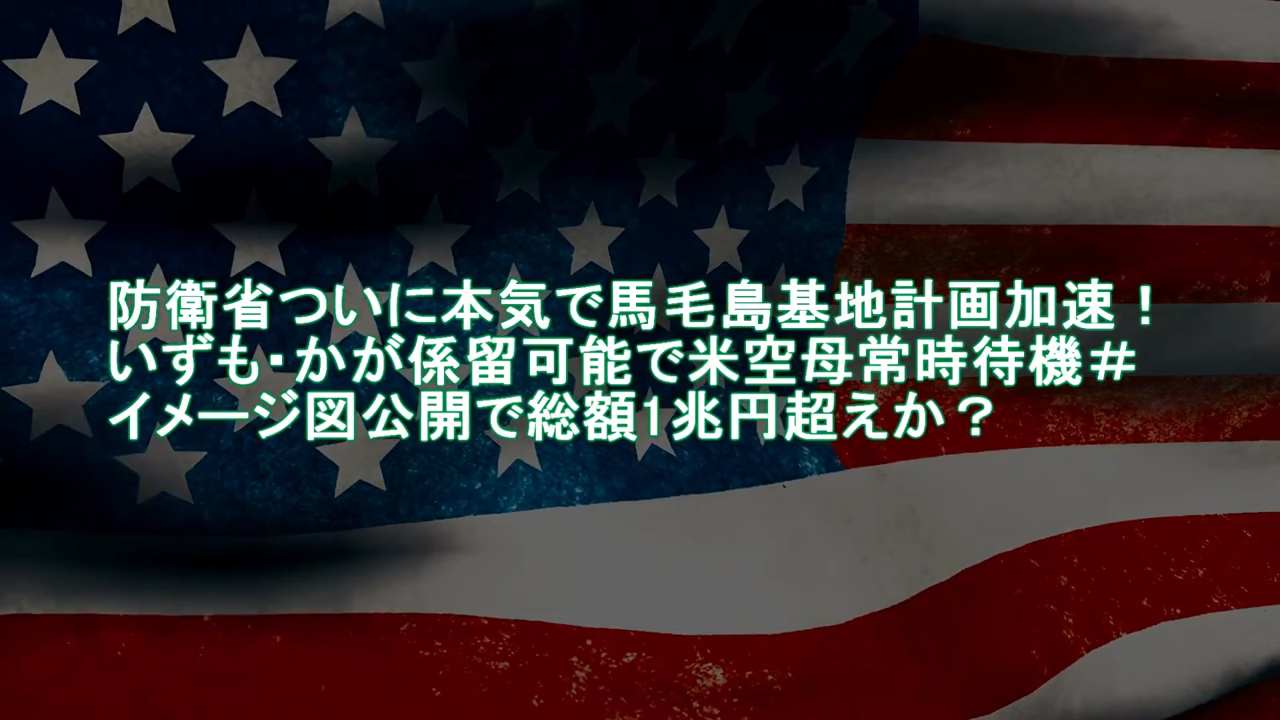 防衛省ついに本気で馬毛島基地計画加速！
いずも・かが係留可能で米空母常時待機＃
イメージ図公開で総額1兆円超えか？